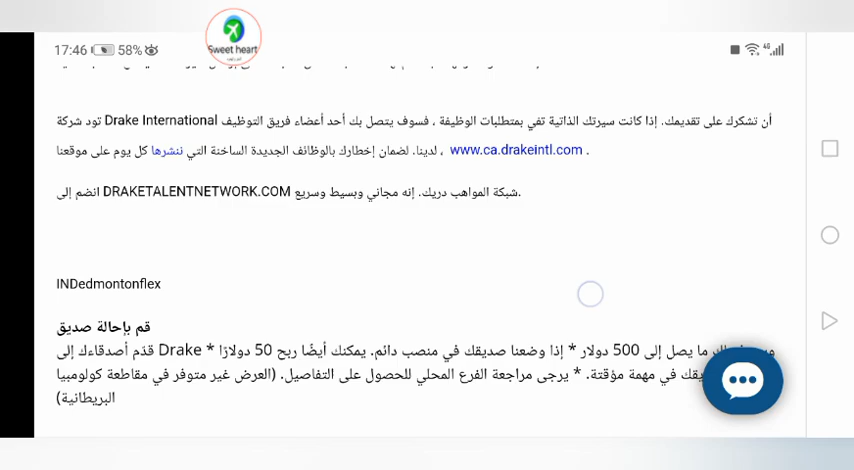 17:46 58%
Sweet heart
4G
أن تشكرك على تقديمك. إذا كانت سيرتك الذاتية تفي بمتطلبات الوظيفة ، فسوف يتصل بك أحد أعضاء فريق التوظيف Drake International تود شركة
لدينا. لضمان إخطارك بالوظائف الجديدة الساخنة التي ننشرها كل يوم على موقعنا ، www.ca.drakeintl.com .
انضم إلى DRAKETALENTNETWORK.COM شبكة المواهب دريك. إنه مجاني وبسيط وسريع.
INDedmontonflex
قم بإحالة صديق
قدّم أصدقاءك إلى Drake * ما يصل إلى 500 دولار * إذا وضعنا صديقك في منصب دائم. يمكنك أيضًا ربح 50 دولارًا
في مهمة مؤقتة. * يرجى مراجعة الفرع المحلي للحصول على التفاصيل. (العرض غير متوفر في مقاطعة كولومبيا
البريطانية)